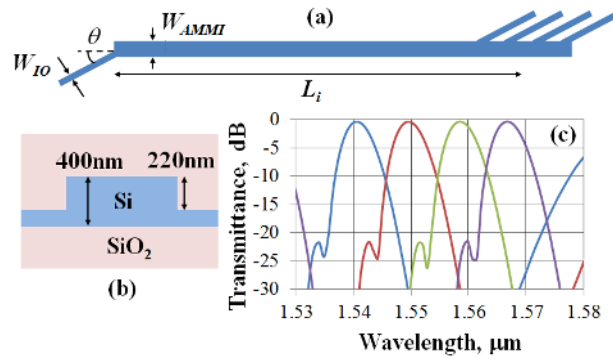 (a)
W_AMMI
θ
W_IO
L_i
400nm
220nm
Si
SiO₂
(b)
(c)
Transmittance, dB
0
-5
-10
-15
-20
-25
-30
1.53 1.54 1.55 1.56 1.57 1.58
Wavelength, μm